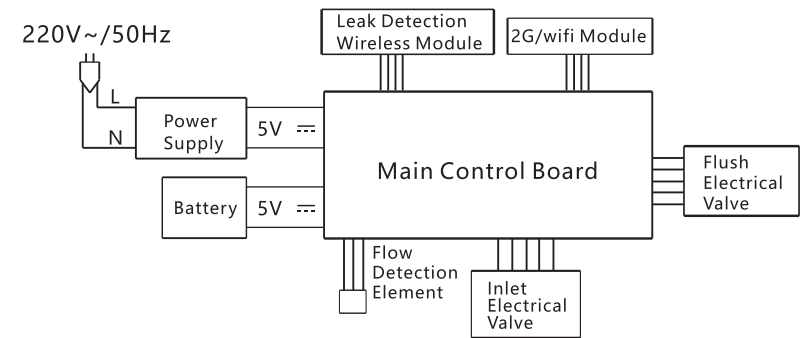 220V~/50Hz
Leak Detection
Wireless Module
2G/wifi Module
L
N
Power
Supply
5V
Main Control Board
Flush
Electrical
Valve
Battery
5V
Flow
Detection
Element
Inlet
Electrical
Valve